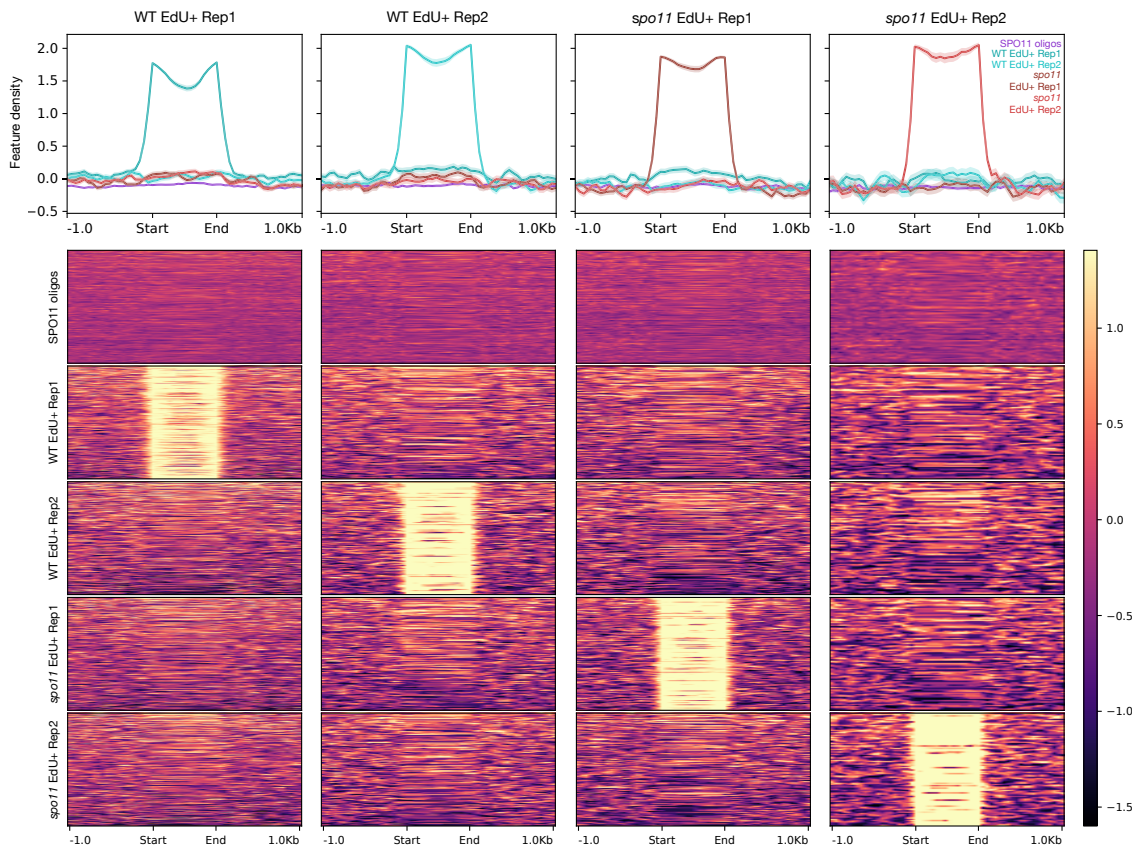 WT EdU+ Rep1
WT EdU+ Rep2
spo11 EdU+ Rep1
spo11 EdU+ Rep2
Feature density
2.0
1.5
1.0
0.5
0.0
−0.5
SPO11 oligos
WT EdU+ Rep1
WT EdU+ Rep2
spo11
EdU+ Rep1
spo11
EdU+ Rep2
-1.0 Start End 1.0Kb
-1.0 Start End 1.0Kb
-1.0 Start End 1.0Kb
-1.0 Start End 1.0Kb
SPO11 oligos
WT EdU+ Rep1
WT EdU+ Rep2
spo11 EdU+ Rep1
spo11 EdU+ Rep2
1.0
0.5
0.0
−0.5
−1.0
−1.5
-1.0 Start End 1.0Kb
-1.0 Start End 1.0Kb
-1.0 Start End 1.0Kb
-1.0 Start End 1.0Kb